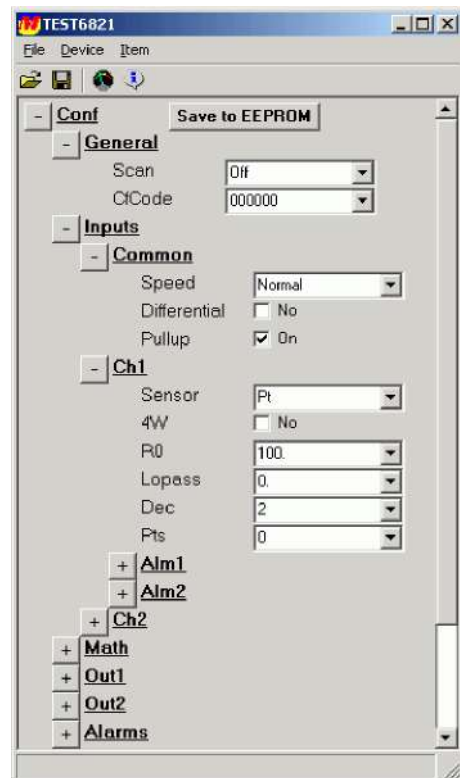 TEST6821
File Device Item
- Conf Save to EEPROM
- General
Scan Off
CfCode 000000
- Inputs
- Common
Speed Normal
Differential No
Pullup On
- Ch1
Sensor Pt
4W No
R0 100.
Lopass 0.
Dec 2
Pts 0
+ Alm1
+ Alm2
+ Ch2
+ Math
+ Out1
+ Out2
+ Alarms